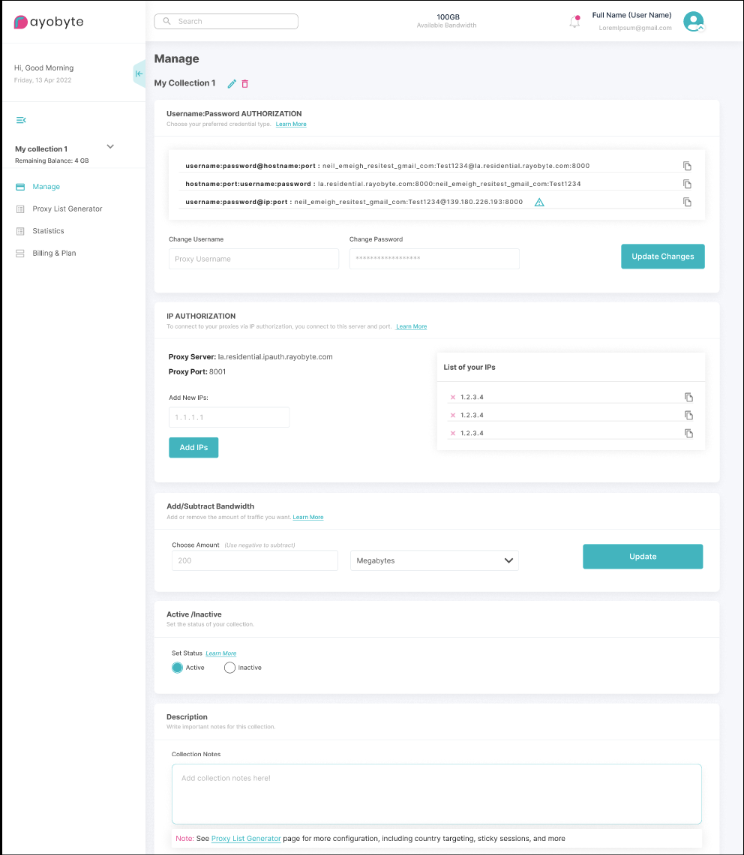 rayobyte
Search
100GB
Available Bandwidth
Full Name (User Name)
Loremipsum@gmail.com
Hi, Good Morning
Friday, 13 Apr 2022
My collection 1
Remaining Balance: 4 GB
Manage
Proxy List Generator
Statistics
Billing & Plan
Manage
My Collection 1
Username:Password AUTHORIZATION
Choose your preferred credential type. Learn More
username:password@hostname:port : neil_emeigh_resitest_gmail_com:Test1234@la.residential.rayobyte.com:8000
hostname:port:username:password : la.residential.rayobyte.com:8000:neil_emeigh_resitest_gmail_com:Test1234
username:password@ip:port : neil_emeigh_resitest_gmail_com:Test1234@139.180.226.193:8000
Change Username
Change Password
Proxy Username
******************
Update Changes
IP AUTHORIZATION
To connect to your proxies via IP authorization, you connect to this server and port. Learn More
Proxy Server: la.residential.ipauth.rayobyte.com
Proxy Port: 8001
Add New IPs:
1.1.1.1
Add IPs
List of your IPs
× 1.2.3.4
× 1.2.3.4
× 1.2.3.4
Add/Subtract Bandwidth
Add or remove the amount of traffic you want. Learn More
Choose Amount (Use negative to subtract)
200
Megabytes
Update
Active /Inactive
Set the status of your collection.
Set Status Learn More
Active
Inactive
Description
Write important notes for this collection.
Collection Notes
Add collection notes here!
Note: See Proxy List Generator page for more configuration, including country targeting, sticky sessions, and more